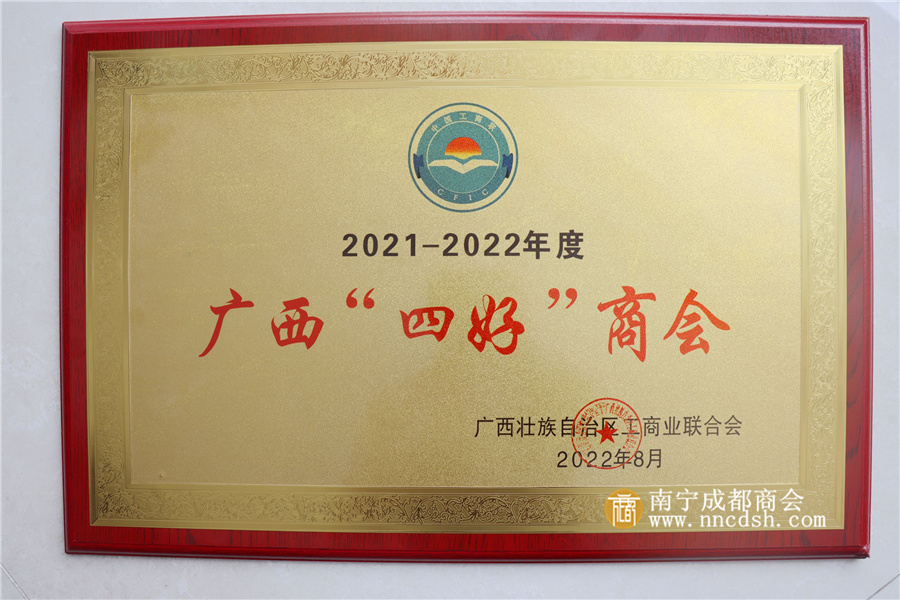 中国工商联
CFIC
2021-2022年度
广西“四好”商会
广西壮族自治区工商业联合会
2022年8月
南宁成都商会
www.nncdsh.com